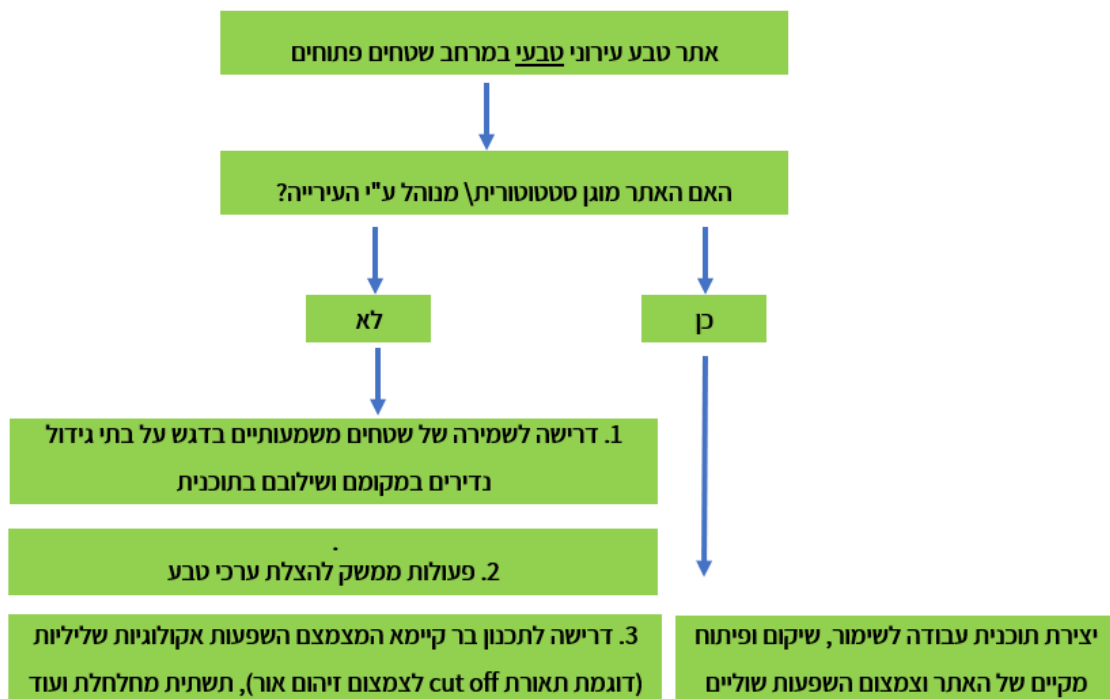 אתר טבע עירוני טבעי במרחב שטחים פתוחים
האם האתר מוגן סטטוטורית\ מנוהל ע"י העירייה?
כן
לא
1. דרישה לשמירה של שטחים משמעותיים בדגש על בתי גידול
נדירים במקומם ושילובם בתוכנית
.
2. פעולות ממשק להצלת ערכי טבע
3. דרישה לתכנון בר קיימא המצמצם השפעות אקולוגיות שליליות
(דוגמת תאורת cut off לצמצום זיהום אור), תשתית מחלחלת ועוד
יצירת תוכנית עבודה לשימור, שיקום ופיתוח
מקיים של האתר וצמצום השפעות שוליים